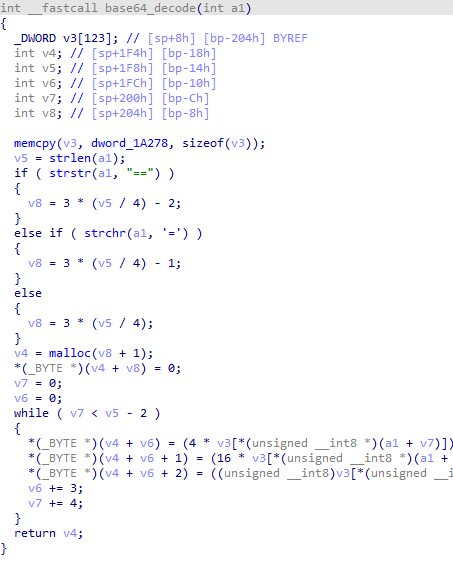 int __fastcall base64_decode(int a1)
{
  _DWORD v3[123]; // [sp+8h] [bp-204h] BYREF
  int v4; // [sp+1F4h] [bp-18h]
  int v5; // [sp+1F8h] [bp-14h]
  int v6; // [sp+1FCh] [bp-10h]
  int v7; // [sp+200h] [bp-Ch]
  int v8; // [sp+204h] [bp-8h]

  memcpy(v3, dword_1A278, sizeof(v3));
  v5 = strlen(a1);
  if ( strstr(a1, "==") )
  {
    v8 = 3 * (v5 / 4) - 2;
  }
  else if ( strchr(a1, '=') )
  {
    v8 = 3 * (v5 / 4) - 1;
  }
  else
  {
    v8 = 3 * (v5 / 4);
  }
  v4 = malloc(v8 + 1);
  *(_BYTE *)(v4 + v8) = 0;
  v7 = 0;
  v6 = 0;
  while ( v7 < v5 - 2 )
  {
    *(_BYTE *)(v4 + v6) = (4 * v3[*(unsigned __int8 *)(a1 + v7)])
    *(_BYTE *)(v4 + v6 + 1) = (16 * v3[*(unsigned __int8 *)(a1 +
    *(_BYTE *)(v4 + v6 + 2) = ((unsigned __int8)v3[*(unsigned __i
    v6 += 3;
    v7 += 4;
  }
  return v4;
}